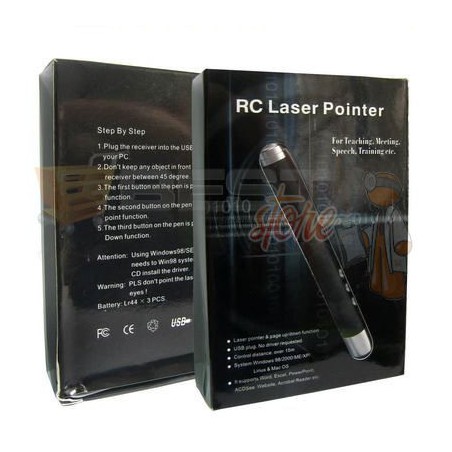 Step By Step
1.Plug the receiver into the USB
your PC.
2.Don't keep any object in front
receiver between 45 degree.
3.The first button on the pen is
function.
4.The second button on the pen
point function.
5.The third button on the pen is
Down function.
Attention: Using Windows98/SE
needs to Win98
CD install the driver.
Warning: PLS don't point the
eyes !
Battery: Lr44 × 3 PCS.
FC CE USB
RC Laser Pointer
For Teaching, Meeting,
Speech, Training etc.
Laser pointer & page up/down function
USB plug. No driver requested
Control distance: over 15m
System Windows 98/2000/ME/XP/
Linux & Mac OS
It supports Word, Excel, PowerPoint,
ACDSee, Website, Acrobat Reader etc.